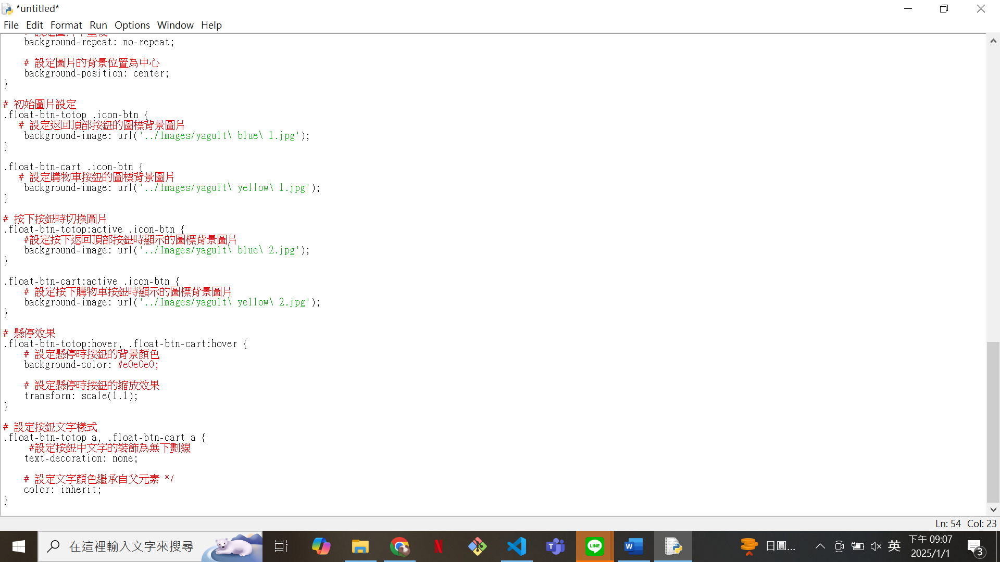 *untitled*
File Edit Format Run Options Window Help
background-repeat: no-repeat;
# 設定圖片的背景位置為中心
background-position: center;
}
# 初始圖片設定
.float-btn-totop .icon-btn {
# 設定返回頂部按鈕的圖標背景圖片
background-image: url('../Images/yagult\ blue\ 1.jpg');
}
.float-btn-cart .icon-btn {
# 設定購物車按鈕的圖標背景圖片
background-image: url('../Images/yagult\ yellow\ 1.jpg');
}
# 按下按鈕時切換圖片
.float-btn-totop:active .icon-btn {
#設定按下返回頂部按鈕時顯示的圖標背景圖片
background-image: url('../Images/yagult\ blue\ 2.jpg');
}
.float-btn-cart:active .icon-btn {
# 設定按下購物車按鈕時顯示的圖標背景圖片
background-image: url('../Images/yagult\ yellow\ 2.jpg');
}
# 懸停效果
.float-btn-totop:hover, .float-btn-cart:hover {
# 設定懸停時按鈕的背景顏色
background-color: #e0e0e0;
# 設定懸停時按鈕的縮放效果
transform: scale(1.1);
}
# 設定按鈕文字樣式
.float-btn-totop a, .float-btn-cart a {
#設定按鈕中文字的裝飾為無下劃線
text-decoration: none;
# 設定文字顏色繼承自父元素 */
color: inherit;
}
Ln: 54 Col: 23
在這裡輸入文字來搜尋
N
T
LINE
W
日圓...
英
下午 09:07
2025/1/1
3